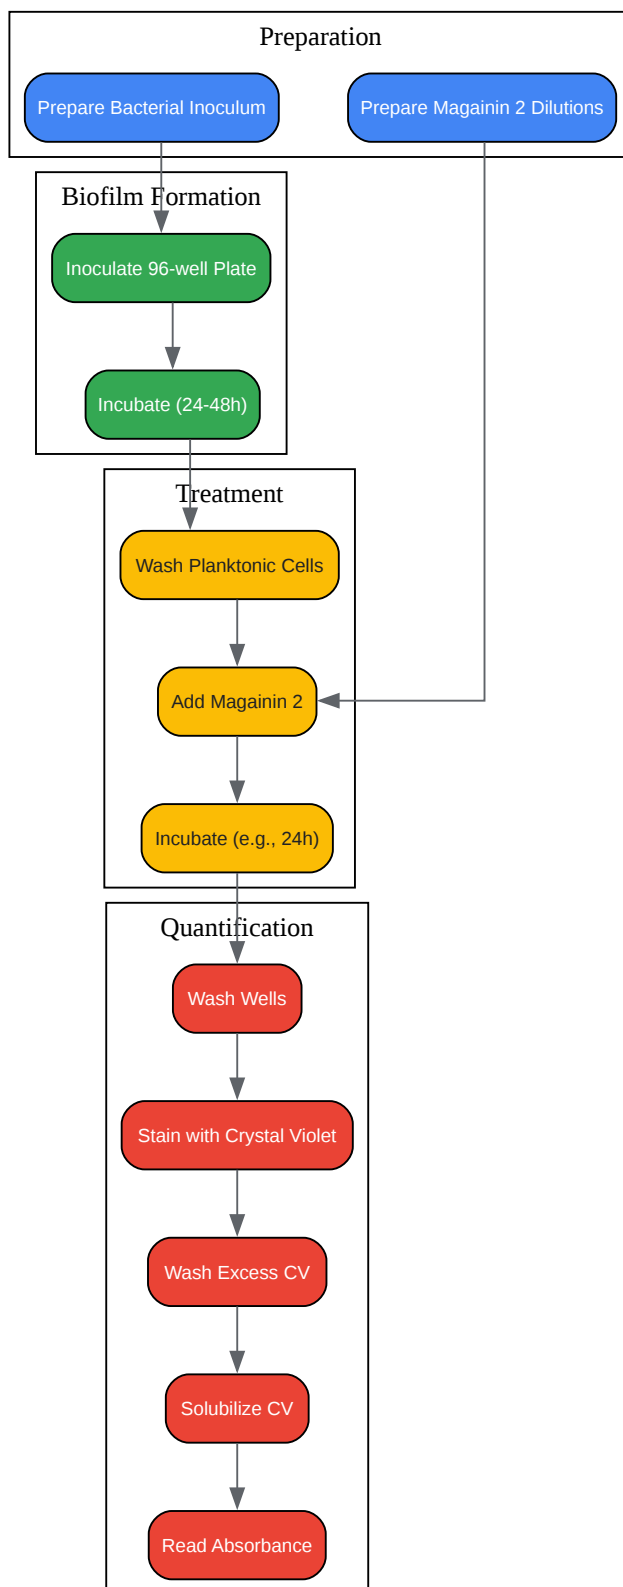 Preparation
Prepare Bacterial Inoculum
Prepare Magainin 2 Dilutions
Biofilm Formation
Inoculate 96-well Plate
Incubate (24-48h)
Treatment
Wash Planktonic Cells
Add Magainin 2
Incubate (e.g., 24h)
Quantification
Wash Wells
Stain with Crystal Violet
Wash Excess CV
Solubilize CV
Read Absorbance